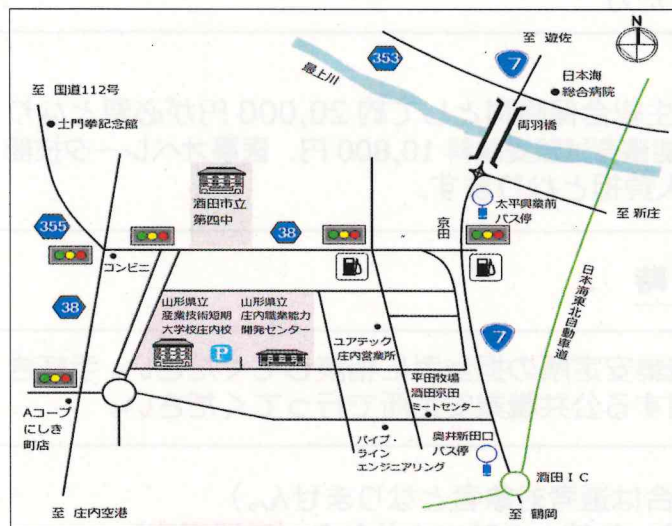 N
至 遊佐
353
7
最上川
日本海
総合病院
至 国道112号
土門拳記念館
両羽橋
酒田市立
第四中
太平興業前
バス停
至 新庄
京田
355
38
コンビニ
38
日本海東北自動車道
山形県立
産業技術短期
大学校庄内校
山形県立
庄内職業能力
開発センター
P
ユアテック
庄内営業所
7
平田牧場
酒田京田
ミートセンター
Aコープ
にしき
町店
パイプ・
ライン
エンジニアリング
奥井新田口
バス停
酒田IC
至 庄内空港
至 鶴岡